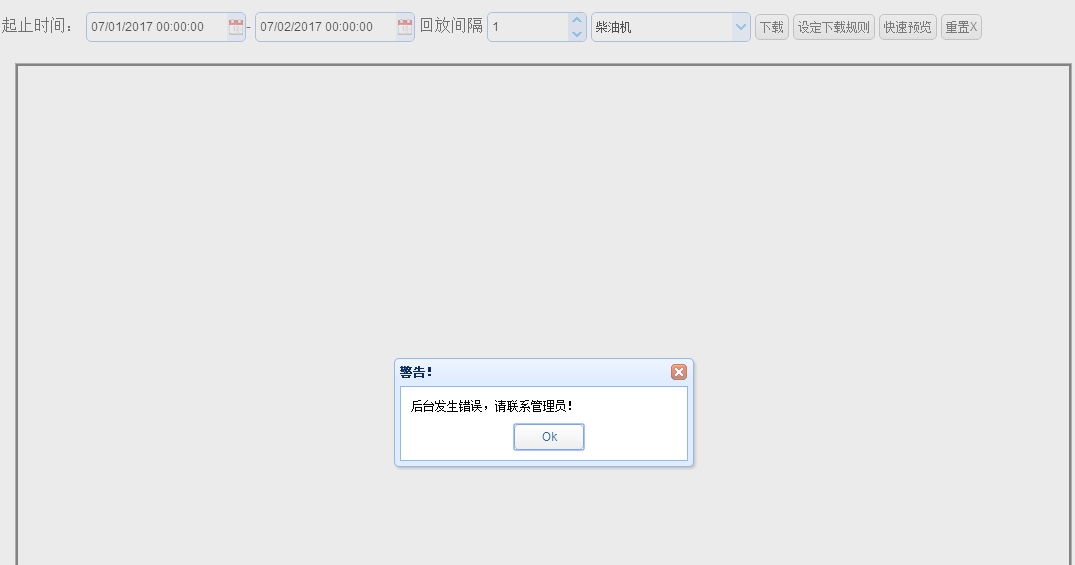 起止时间： 07/01/2017 00:00:00 - 07/02/2017 00:00:00 回放间隔 1 柴油机 下载 设定下载规则 快速预览 重置X
警告!
后台发生错误，请联系管理员!
Ok